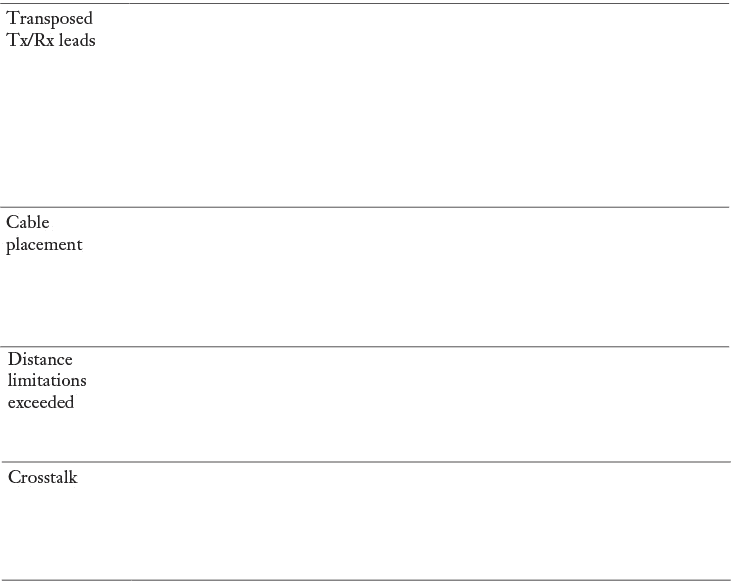 Transposed
Tx/Rx leads
Cable
placement
Distance
limitations
exceeded
Crosstalk